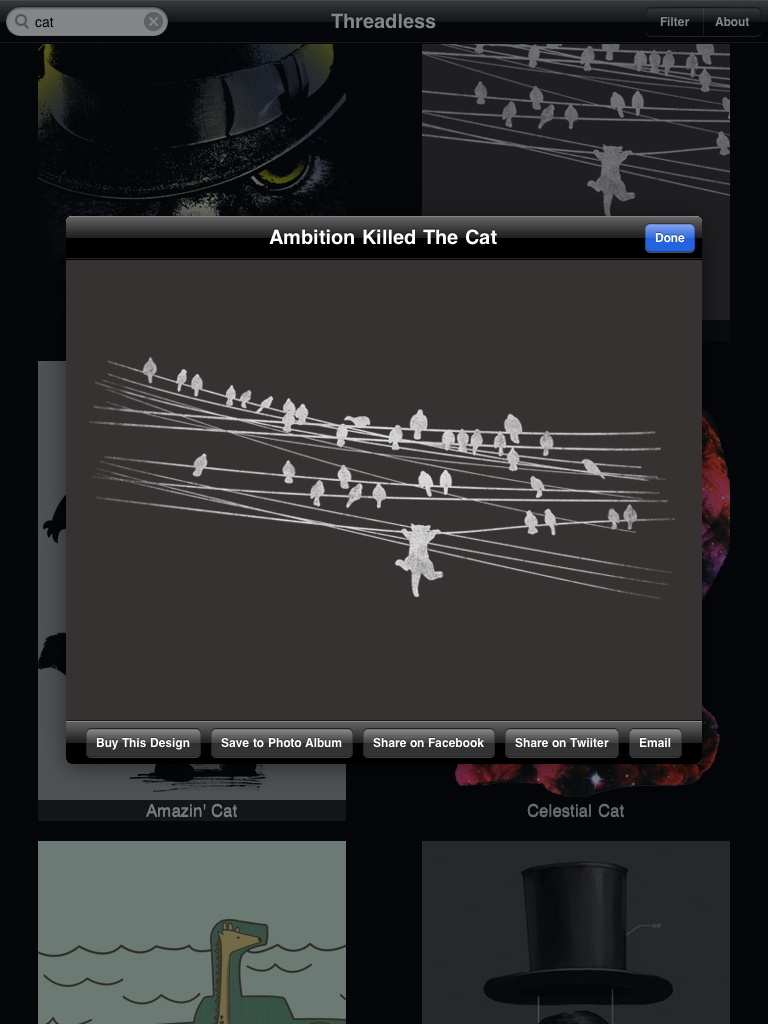 cat
Threadless
Filter
About
Ambition Killed The Cat
Done
Buy This Design
Save to Photo Album
Share on Facebook
Share on Twiiter
Email
Amazin' Cat
Celestial Cat